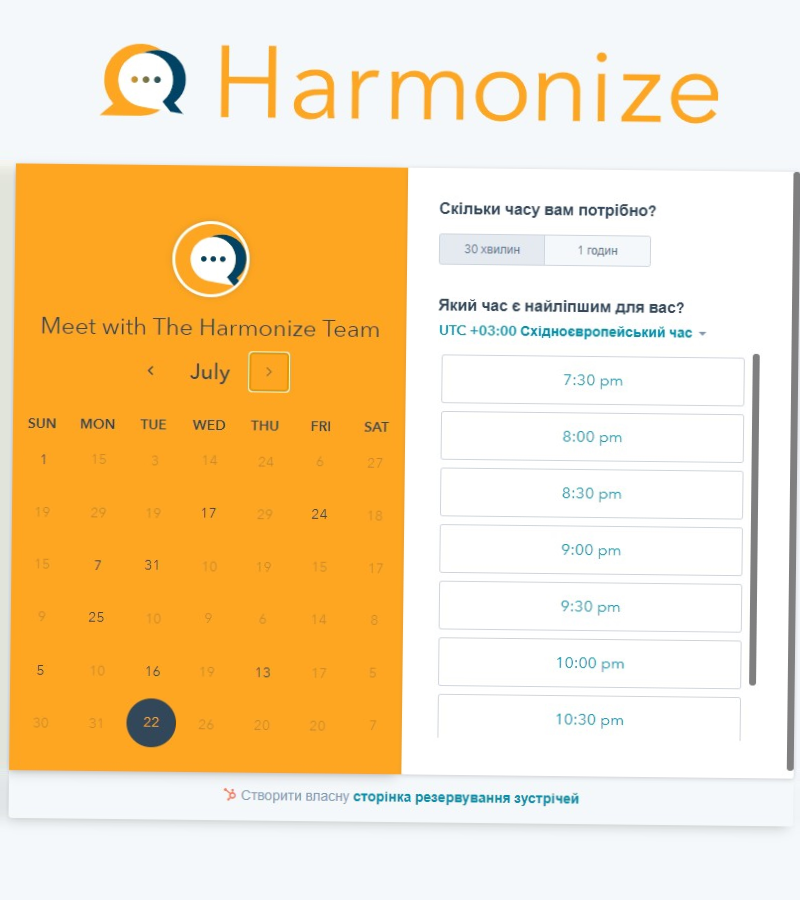 Harmonize
Meet with The Harmonize Team
July
SUN MON TUE WED THU FRI SAT
1 15 3 14 24 6 27
19 29 19 17 29 24 18
15 7 31 10 19 15 17
9 25 10 9 6 14 8
5 10 16 19 13 17 5
30 31 22 26 20 20 7
Скільки часу вам потрібно?
30 хвилин 1 годин
Який час є найліпшим для вас?
UTC +03:00 Східноєвропейський час
7:30 pm
8:00 pm
8:30 pm
9:00 pm
9:30 pm
10:00 pm
10:30 pm
Створити власну сторінка резервування зустрічей